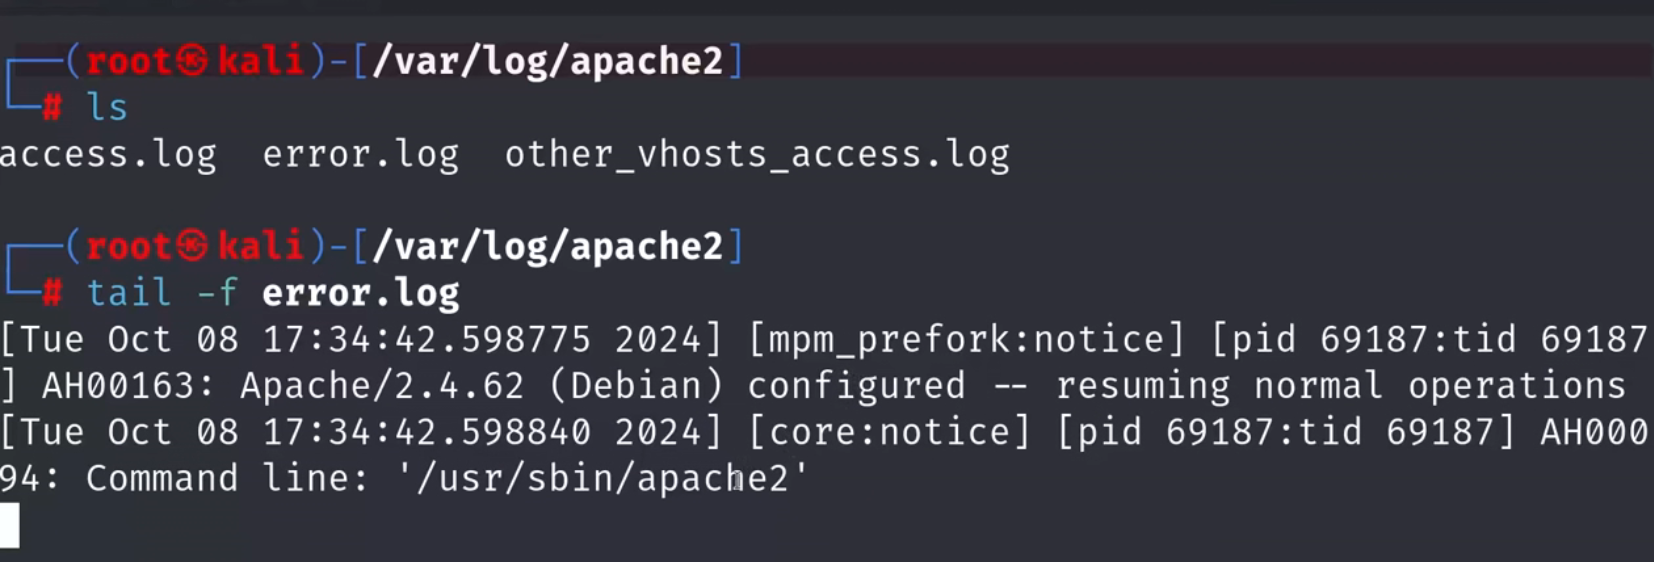 ┌──(root㉿kali)-[/var/log/apache2]
└─# ls
access.log  error.log  other_vhosts_access.log
┌──(root㉿kali)-[/var/log/apache2]
└─# tail -f error.log
[Tue Oct 08 17:34:42.598775 2024] [mpm_prefork:notice] [pid 69187:tid 69187
] AH00163: Apache/2.4.62 (Debian) configured -- resuming normal operations
[Tue Oct 08 17:34:42.598840 2024] [core:notice] [pid 69187:tid 69187] AH000
94: Command line: '/usr/sbin/apache2'